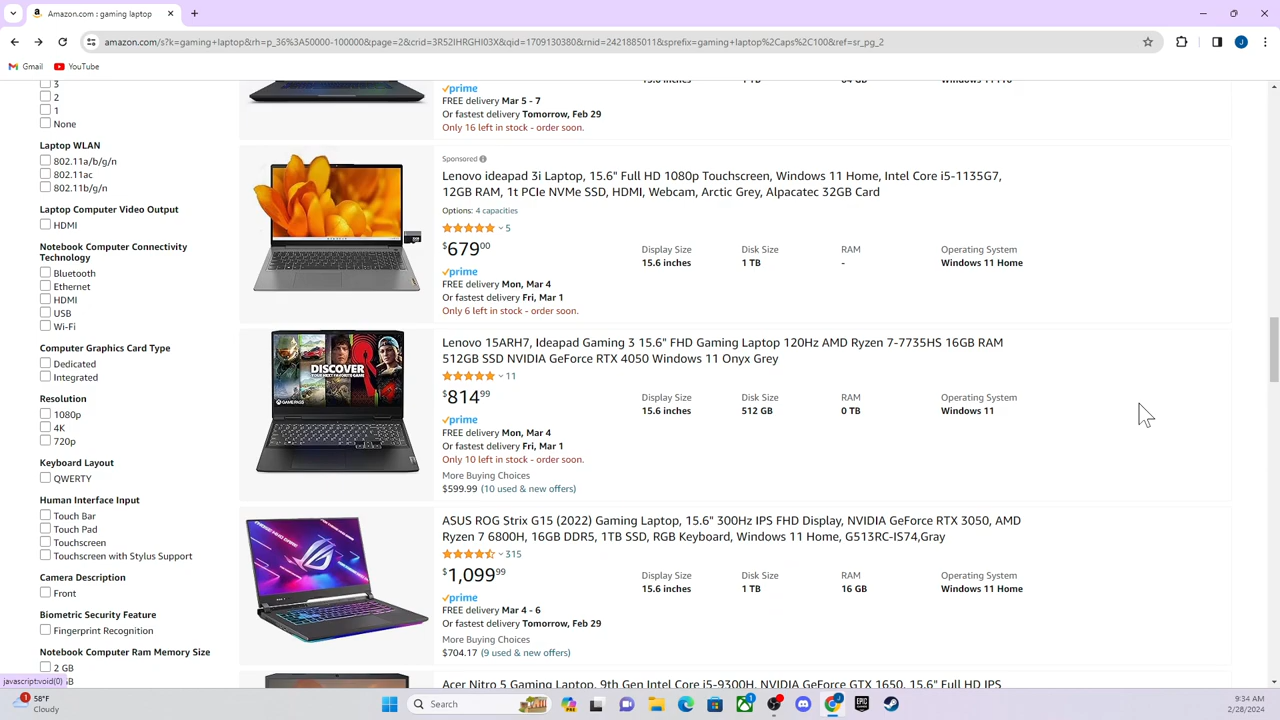 Amazon.com : gaming laptop
amazon.com/s?k=gaming+laptop&rh=p_36%3A50000-100000&page=2&crid=3R52IHRGHI03X&qid=1709130380&rnid=2421885011&sprefix=gaming+laptop%2Caps%2C100&ref=sr_pg_2
Gmail YouTube
3
2
1
None
Laptop WLAN
802.11a/b/g/n
802.11ac
802.11b/g/n
Laptop Computer Video Output
HDMI
Notebook Computer Connectivity
Technology
Bluetooth
Ethernet
HDMI
USB
Wi-Fi
Computer Graphics Card Type
Dedicated
Integrated
Resolution
1080p
4K
720p
Keyboard Layout
QWERTY
Human Interface Input
Touch Bar
Touch Pad
Touchscreen
Touchscreen with Stylus Support
Camera Description
Front
Biometric Security Feature
Fingerprint Recognition
Notebook Computer Ram Memory Size
2 GB
javascript:void(0)
prime
FREE delivery Mar 5 - 7
Or fastest delivery Tomorrow, Feb 29
Only 16 left in stock - order soon.
Sponsored
Lenovo ideapad 3i Laptop, 15.6" Full HD 1080p Touchscreen, Windows 11 Home, Intel Core i5-1135G7,
12GB RAM, 1t PCIe NVMe SSD, HDMI, Webcam, Arctic Grey, Alpacatec 32GB Card
Options: 4 capacities
5
$67900 Display Size Disk Size RAM Operating System
15.6 inches 1 TB - Windows 11 Home
prime
FREE delivery Mon, Mar 4
Or fastest delivery Fri, Mar 1
Only 6 left in stock - order soon.
DISCOVER
YOUR NEXT FAVORITE GAME
GAME PASS
Lenovo 15ARH7, Ideapad Gaming 3 15.6" FHD Gaming Laptop 120Hz AMD Ryzen 7-7735HS 16GB RAM
512GB SSD NVIDIA GeForce RTX 4050 Windows 11 Onyx Grey
11
$81499 Display Size Disk Size RAM Operating System
15.6 inches 512 GB 0 TB Windows 11
prime
FREE delivery Mon, Mar 4
Or fastest delivery Fri, Mar 1
Only 10 left in stock - order soon.
More Buying Choices
$599.99 (10 used & new offers)
ASUS ROG Strix G15 (2022) Gaming Laptop, 15.6" 300Hz IPS FHD Display, NVIDIA GeForce RTX 3050, AMD
Ryzen 7 6800H, 16GB DDR5, 1TB SSD, RGB Keyboard, Windows 11 Home, G513RC-IS74,Gray
315
$1,09999 Display Size Disk Size RAM Operating System
15.6 inches 1 TB 16 GB Windows 11 Home
prime
FREE delivery Mar 4 - 6
Or fastest delivery Tomorrow, Feb 29
More Buying Choices
$704.17 (9 used & new offers)
Acer Nitro 5 Gaming Laptop, 9th Gen Intel Core i5-9300H, NVIDIA GeForce GTX 1650, 15.6" Full HD IPS
1 58°F
Cloudy
Search
9:34 AM
2/28/2024